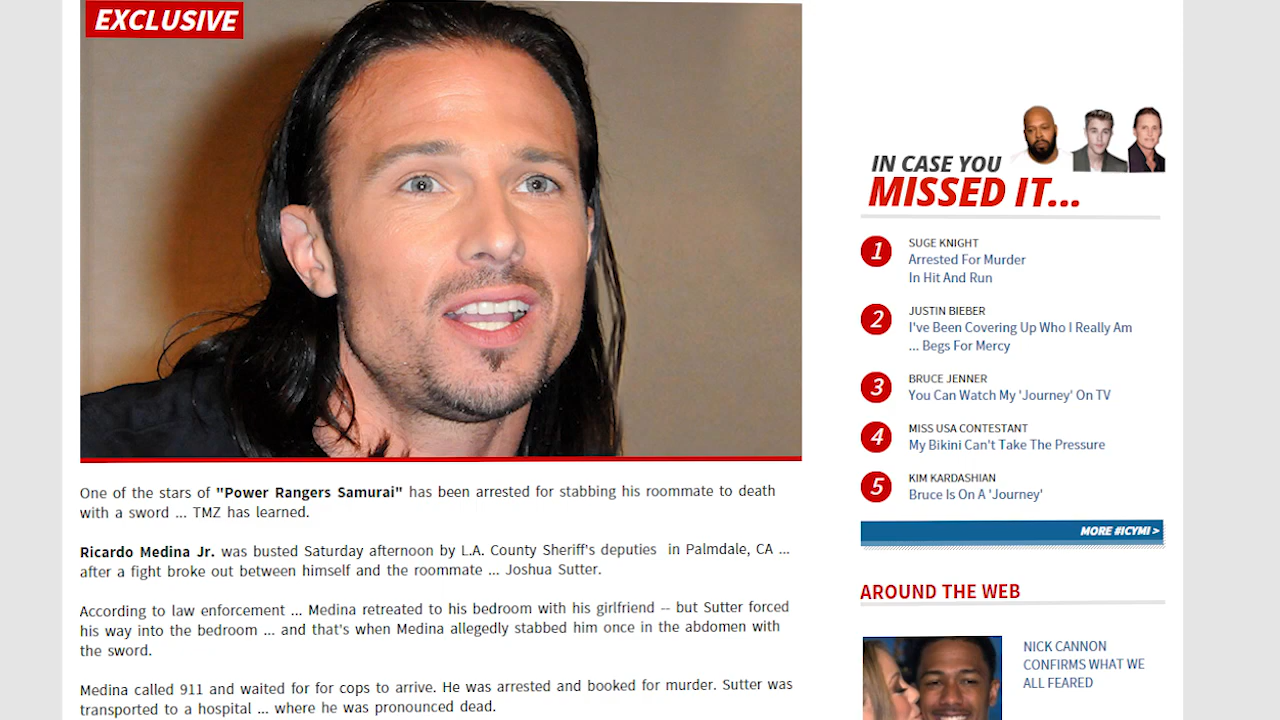 EXCLUSIVE
One of the stars of "Power Rangers Samurai" has been arrested for stabbing his roommate to death
with a sword ... TMZ has learned.
Ricardo Medina Jr. was busted Saturday afternoon by L.A. County Sheriff's deputies in Palmdale, CA ...
after a fight broke out between himself and the roommate ... Joshua Sutter.
According to law enforcement ... Medina retreated to his bedroom with his girlfriend -- but Sutter forced
his way into the bedroom ... and that's when Medina allegedly stabbed him once in the abdomen with
the sword.
Medina called 911 and waited for for cops to arrive. He was arrested and booked for murder. Sutter was
transported to a hospital ... where he was pronounced dead.
IN CASE YOU
MISSED IT...
1
SUGE KNIGHT
Arrested For Murder
In Hit And Run
2
JUSTIN BIEBER
I've Been Covering Up Who I Really Am
... Begs For Mercy
3
BRUCE JENNER
You Can Watch My 'Journey' On TV
4
MISS USA CONTESTANT
My Bikini Can't Take The Pressure
5
KIM KARDASHIAN
Bruce Is On A 'Journey'
MORE #ICYMI >
AROUND THE WEB
NICK CANNON
CONFIRMS WHAT WE
ALL FEARED